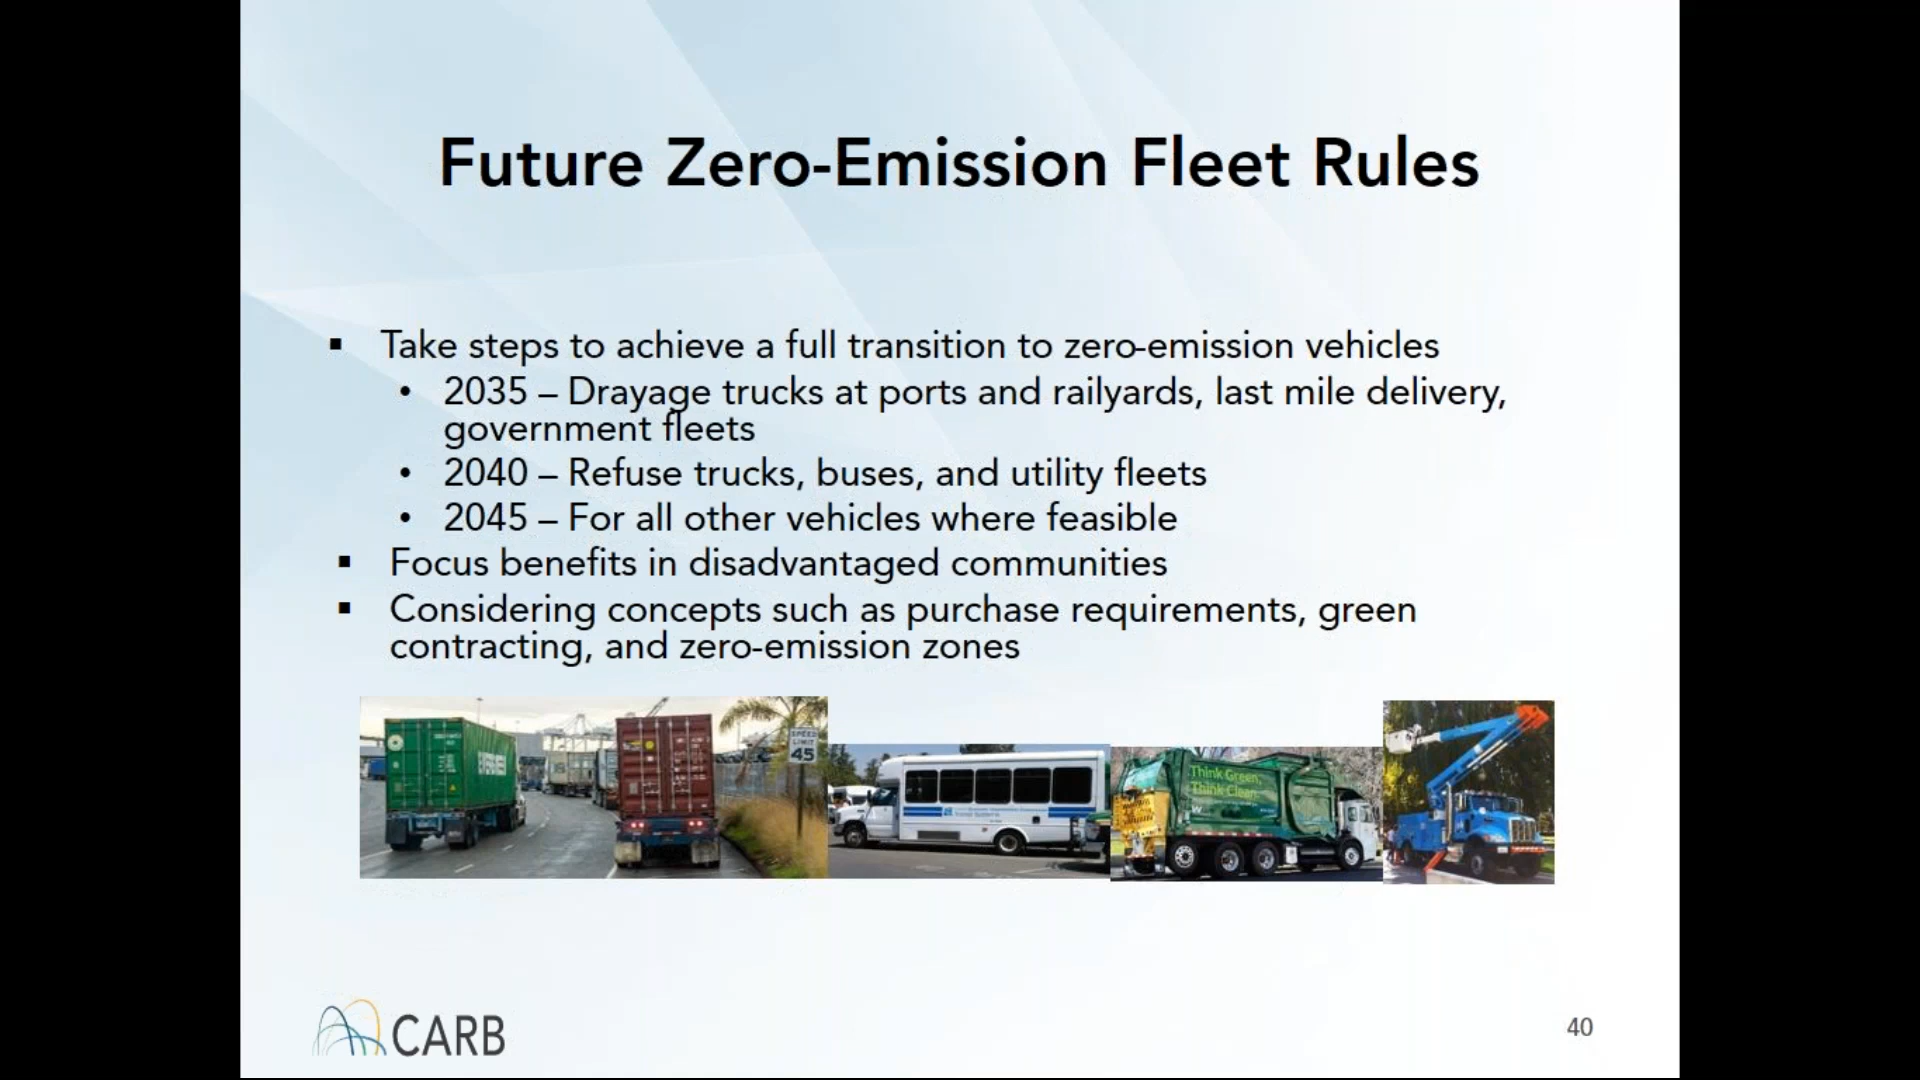 Future Zero-Emission Fleet Rules
▪ Take steps to achieve a full transition to zero-emission vehicles
• 2035 – Drayage trucks at ports and railyards, last mile delivery,
government fleets
• 2040 – Refuse trucks, buses, and utility fleets
• 2045 – For all other vehicles where feasible
▪ Focus benefits in disadvantaged communities
▪ Considering concepts such as purchase requirements, green
contracting, and zero-emission zones
SPEED
LIMIT
45
Think Green.
Think Clean.
CARB
40